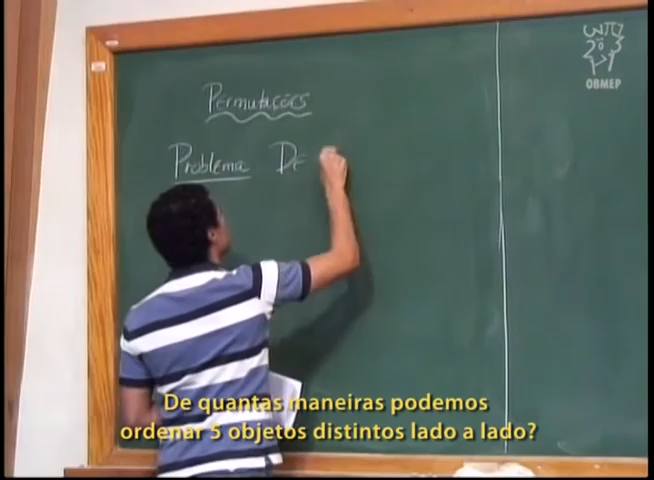 OBMEP
Permutações
Problema De
De quantas maneiras podemos
ordenar 5 objetos distintos lado a lado?